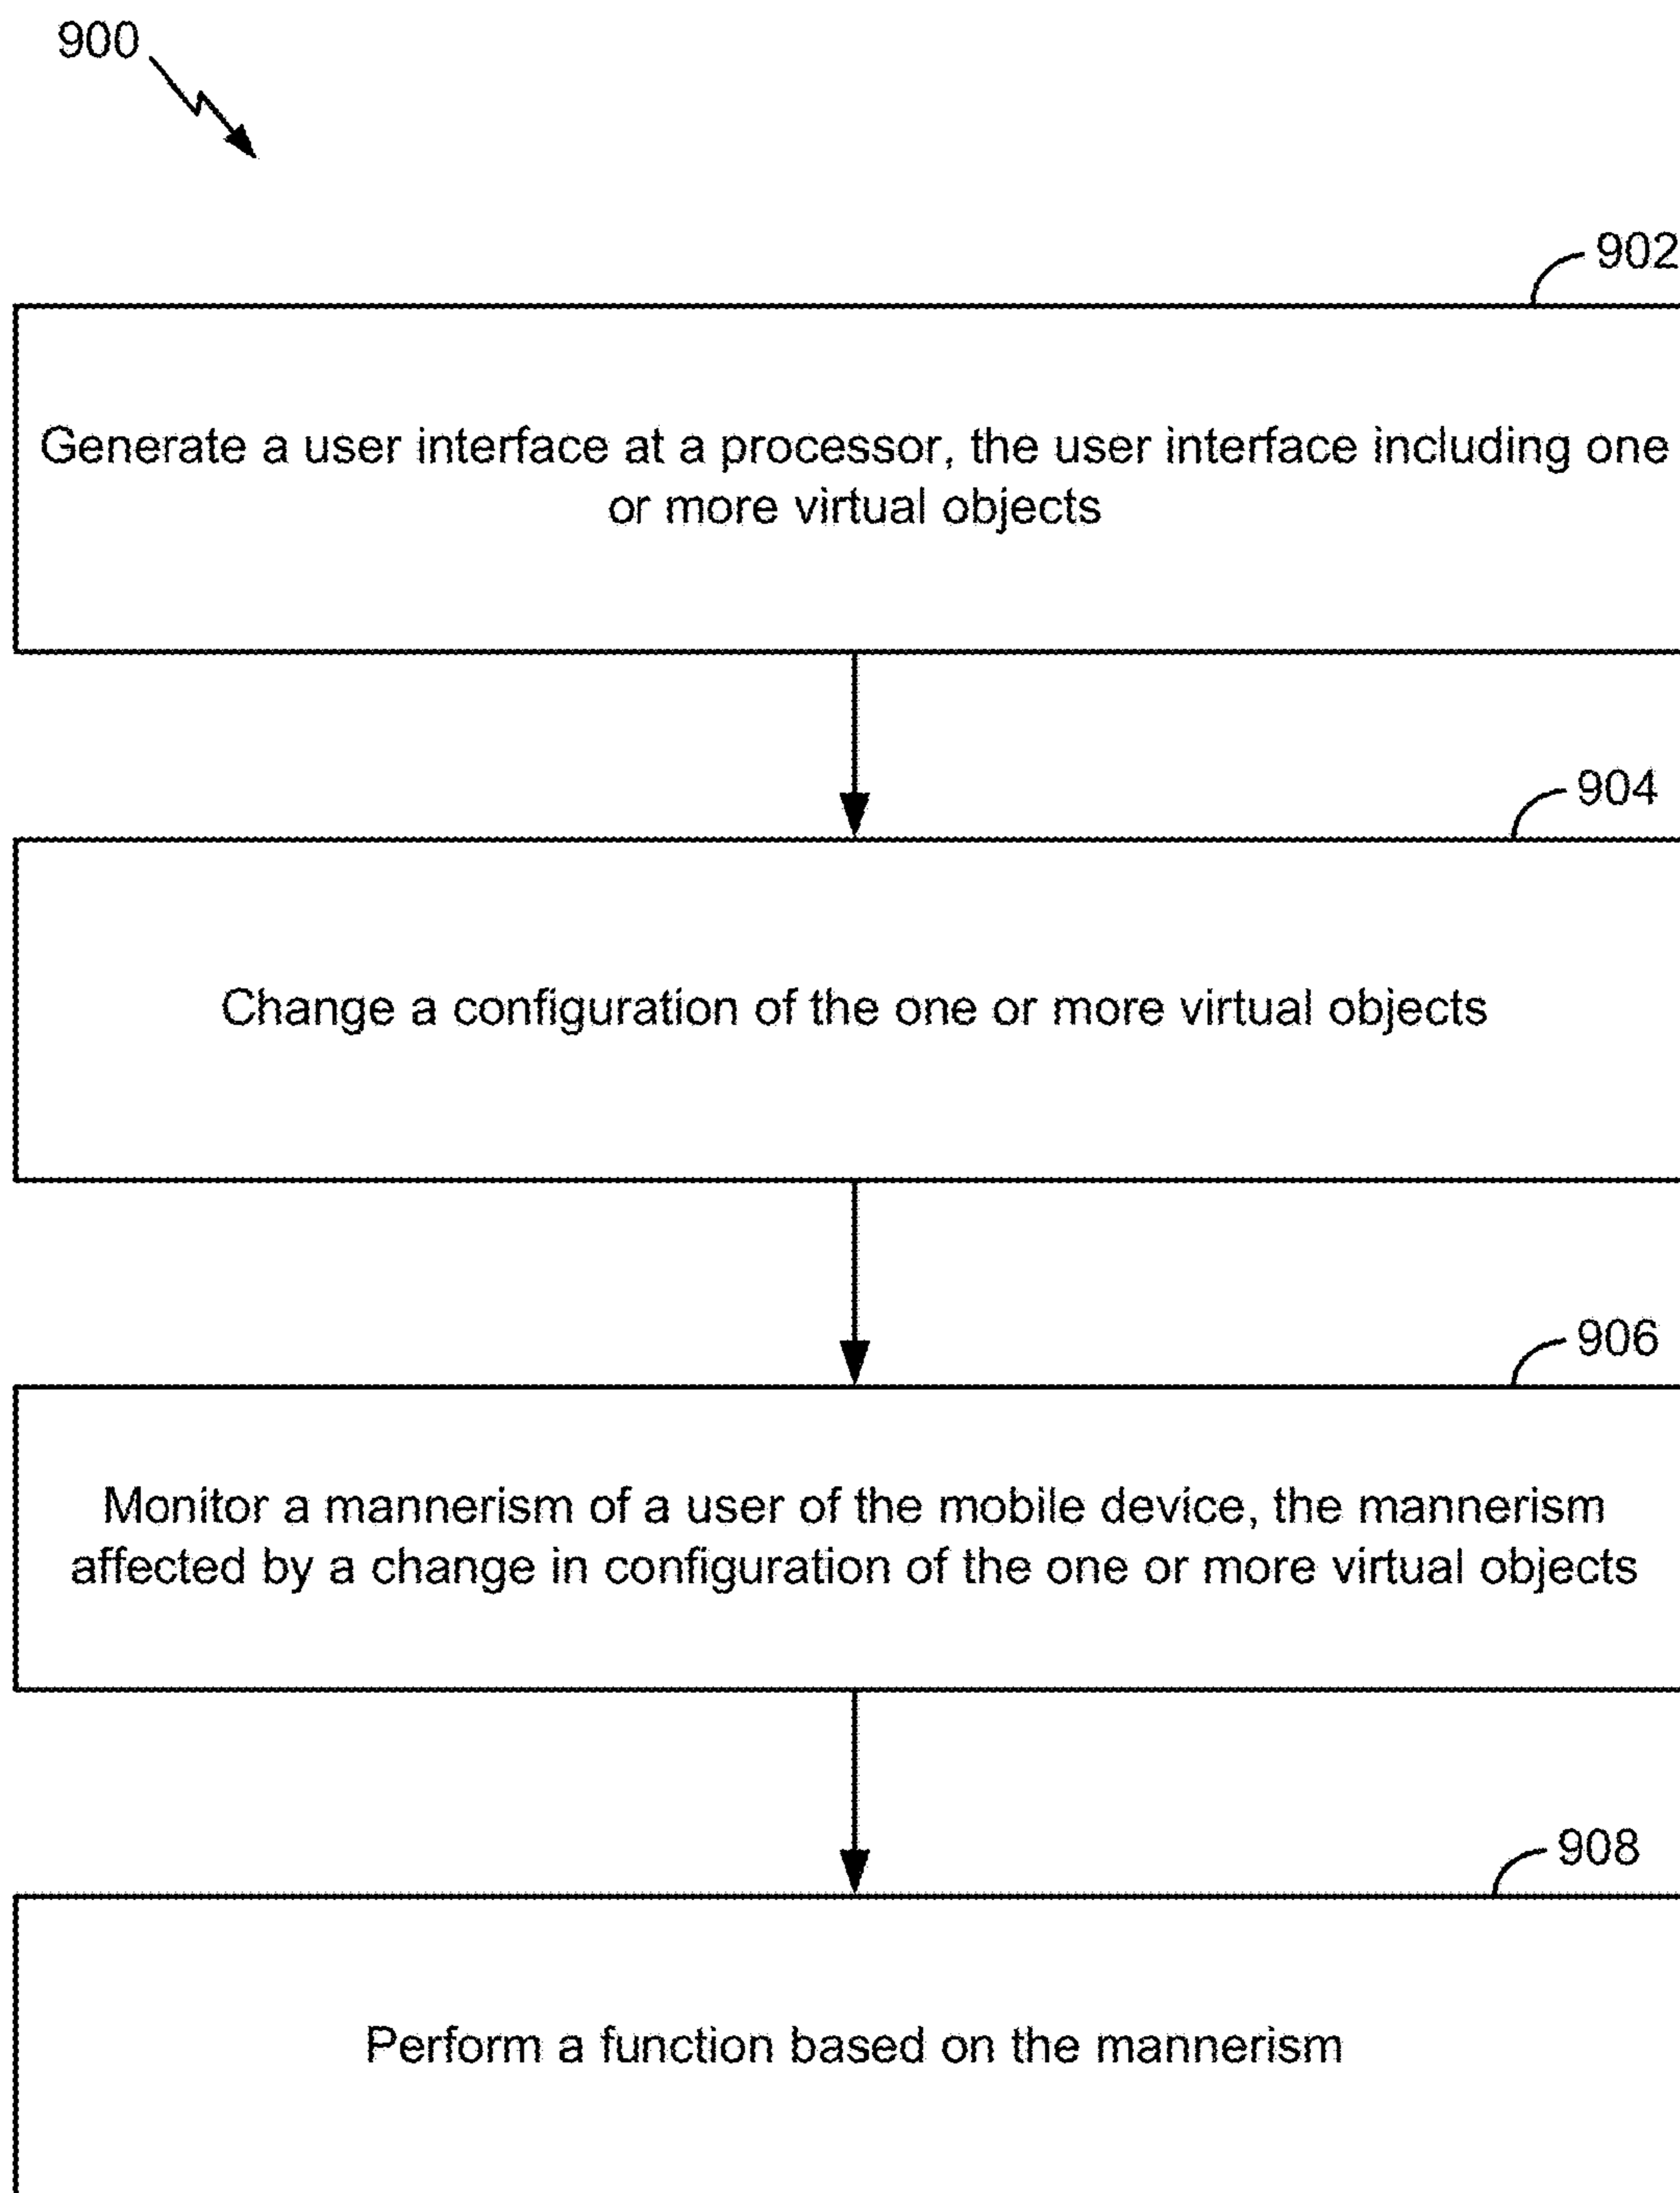 900
902
Generate a user interface at a processor, the user interface including one
or more virtual objects
904
Change a configuration of the one or more virtual objects
906
Monitor a mannerism of a user of the mobile device, the mannerism
affected by a change in configuration of the one or more virtual objects
908
Perform a function based on the mannerism